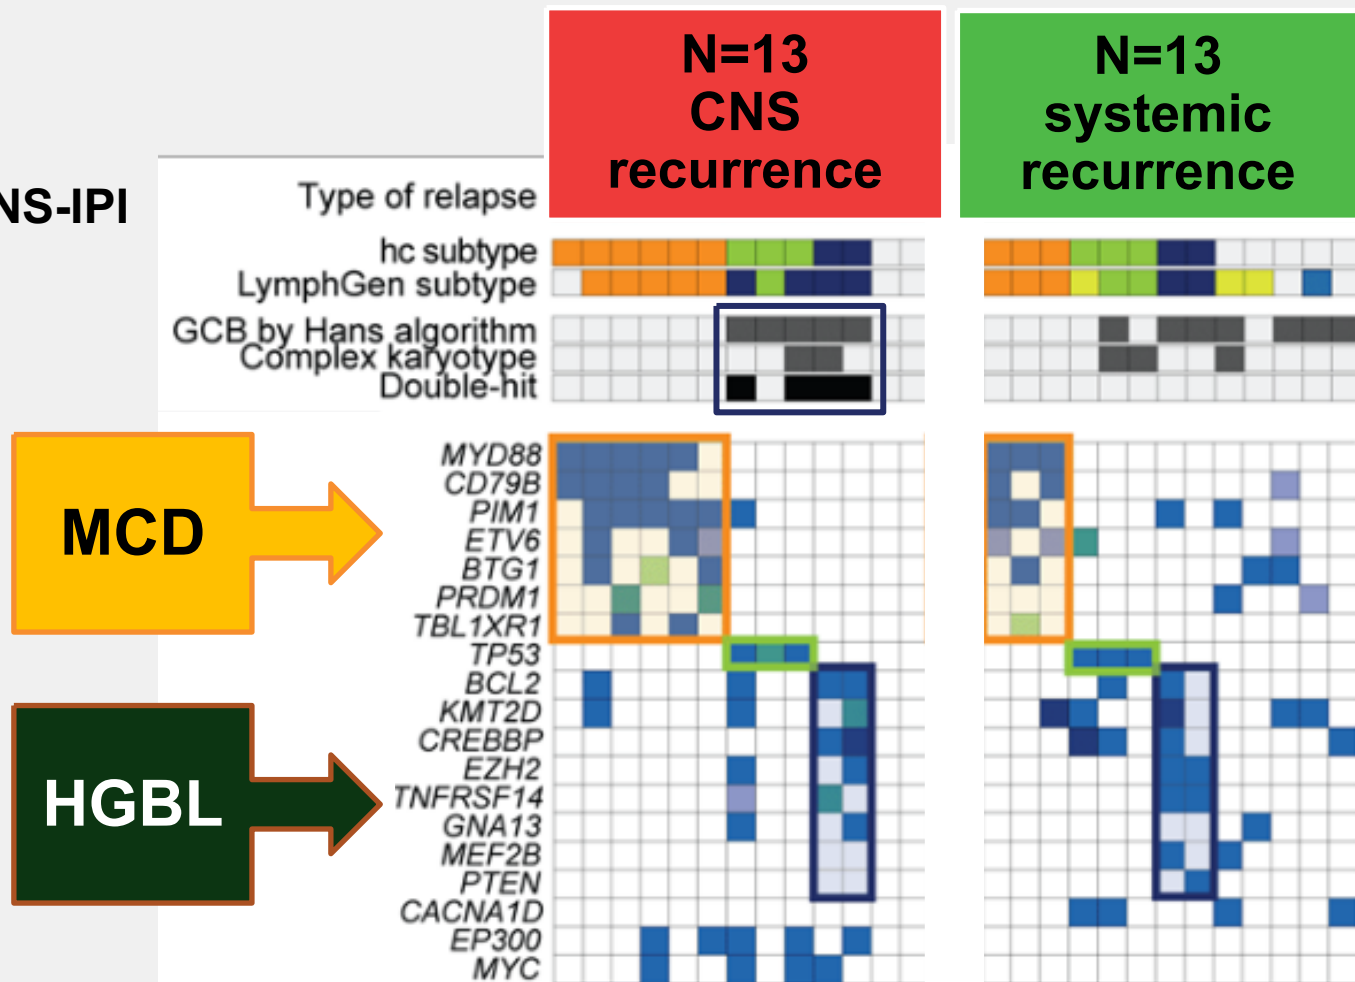 N=13
CNS
recurrence
N=13
systemic
recurrence
NS-IPI
Type of relapse
hc subtype
LymphGen subtype
GCB by Hans algorithm
Complex karyotype
Double-hit
MCD
MYD88
CD79B
PIM1
ETV6
BTG1
PRDM1
TBL1XR1
TP53
HGBL
BCL2
KMT2D
CREBBP
EZH2
TNFRSF14
GNA13
MEF2B
PTEN
CACNA1D
EP300
MYC